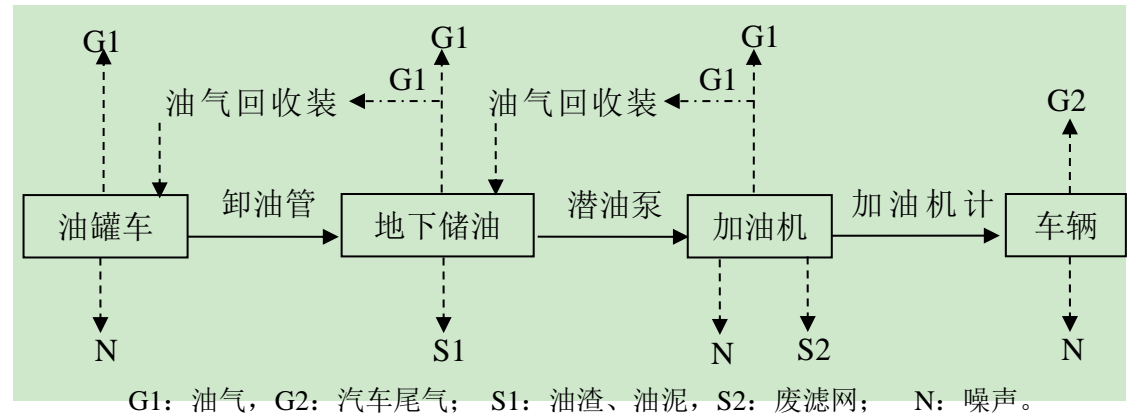 G1 G1 G1
G1 G1
油气回收装 油气回收装 G2
卸油管 潜油泵 加油机计
油罐车 地下储油 加油机 车辆
N S1 N S2 N
G1：油气，G2：汽车尾气； S1：油渣、油泥，S2：废滤网； N：噪声。